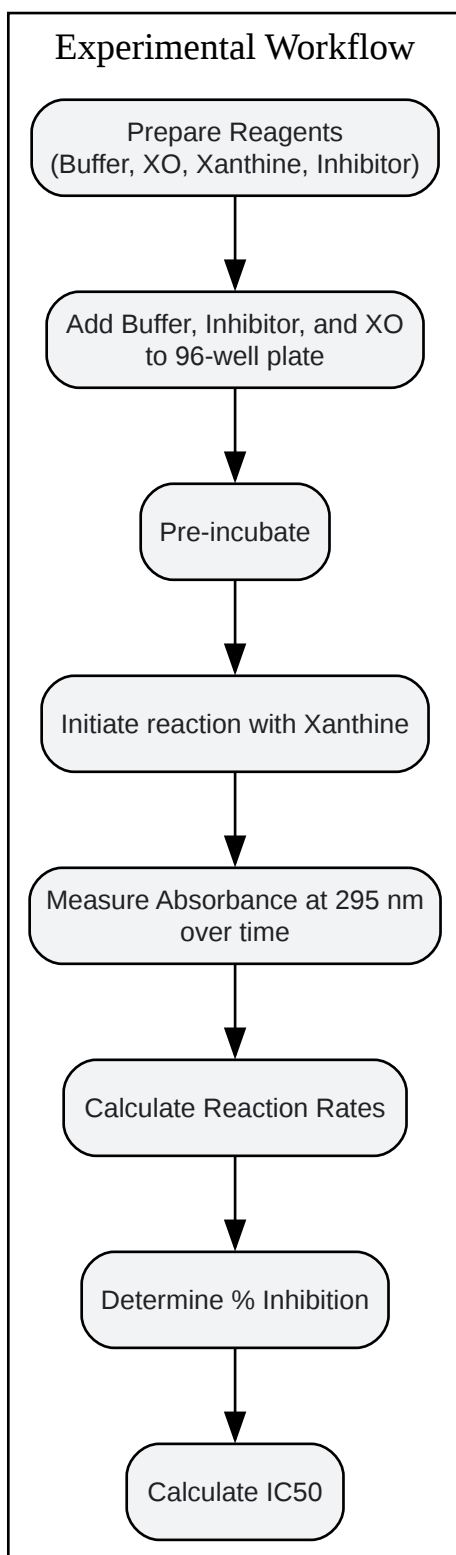 Experimental Workflow
Prepare Reagents
(Buffer, XO, Xanthine, Inhibitor)
Add Buffer, Inhibitor, and XO
to 96-well plate
Pre-incubate
Initiate reaction with Xanthine
Measure Absorbance at 295 nm
over time
Calculate Reaction Rates
Determine % Inhibition
Calculate IC50